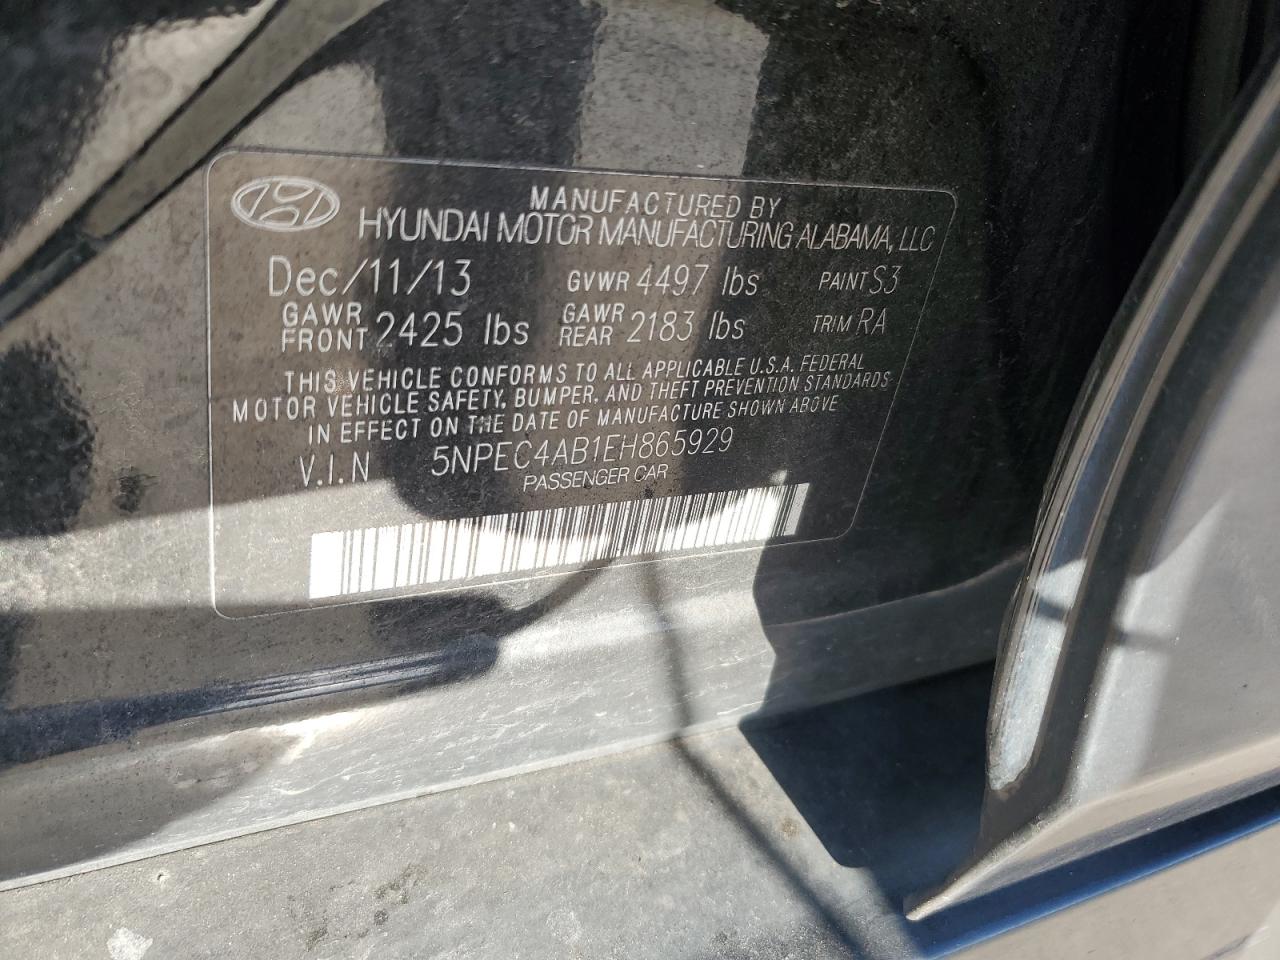 MANUFACTURED BY
HYUNDAI MOTOR MANUFACTURING ALABAMA, LLC
Dec/11/13 GVWR 4497 lbs PAINT S3
GAWR FRONT 2425 lbs GAWR REAR 2183 lbs TRIM RA
THIS VEHICLE CONFORMS TO ALL APPLICABLE U.S.A. FEDERAL
MOTOR VEHICLE SAFETY, BUMPER, AND THEFT PREVENTION STANDARDS
IN EFFECT ON THE DATE OF MANUFACTURE SHOWN ABOVE
V.I.N 5NPEC4AB1EH865929
PASSENGER CAR